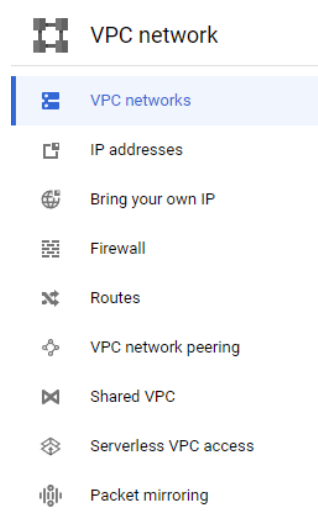 VPC network
VPC networks
IP addresses
Bring your own IP
Firewall
Routes
VPC network peering
Shared VPC
Serverless VPC access
Packet mirroring